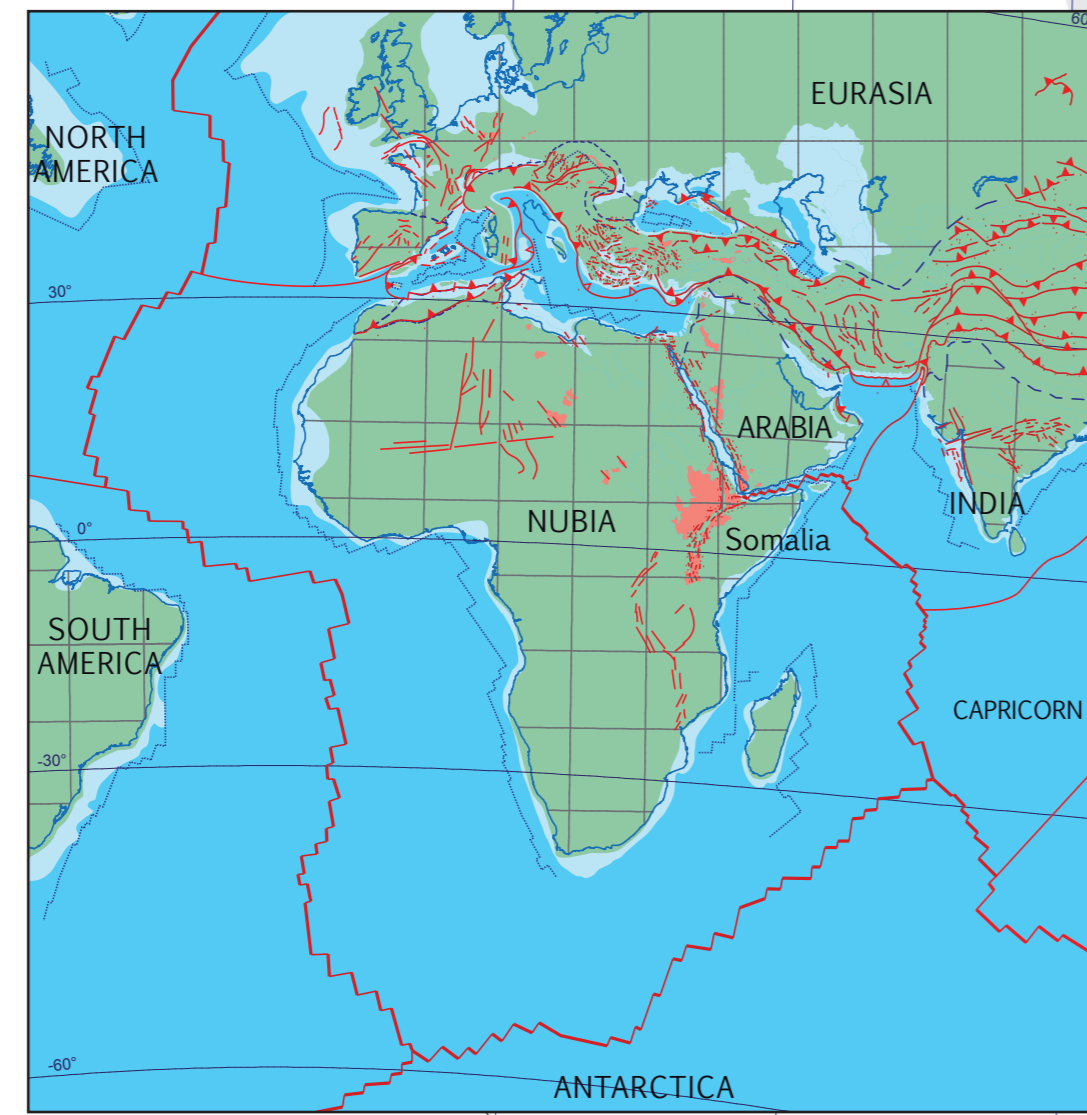 60
EURASIA
NORTH
AMERICA
30°
ARABIA
INDIA
NUBIA
0°
Somalia
SOUTH
AMERICA
CAPRICORN
-30°
-60°
ANTARCTICA